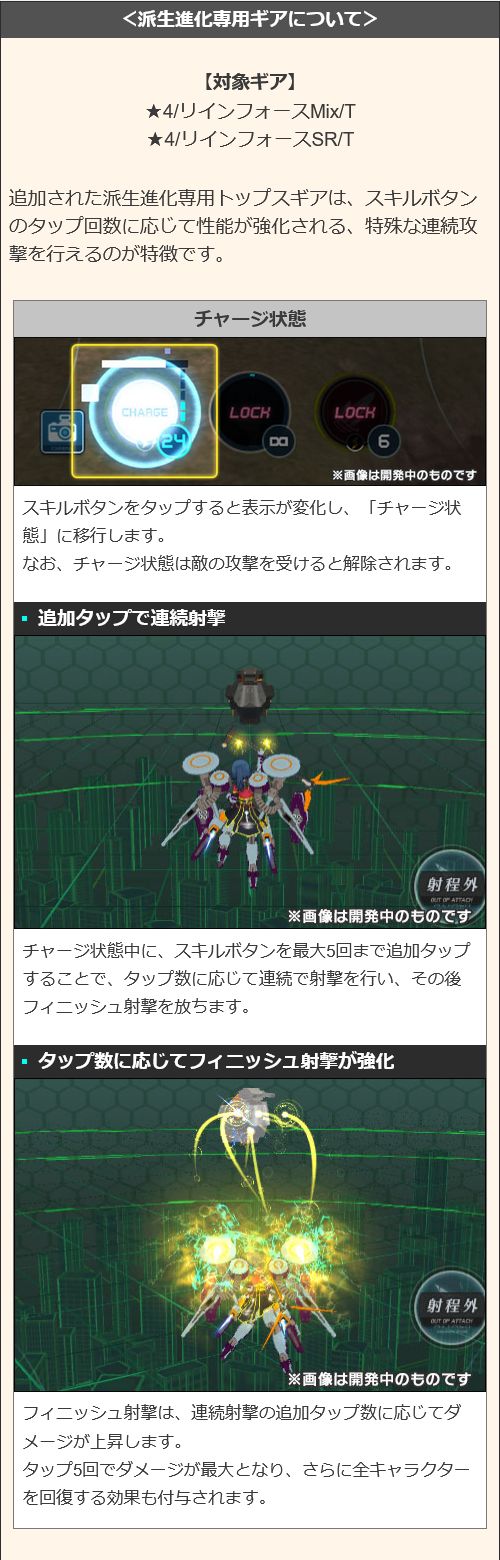 ＜派生進化専用ギアについて＞
【対象ギア】
★4/リインフォースMix/T
★4/リインフォースSR/T
追加された派生進化専用トップスギアは、スキルボタン
のタップ回数に応じて性能が強化される、特殊な連続攻
撃を行えるのが特徴です。
チャージ状態
CHARGE
24
LOCK
∞
LOCK
6
※画像は開発中のものです
スキルボタンをタップすると表示が変化し、「チャージ状
態」に移行します。
なお、チャージ状態は敵の攻撃を受けると解除されます。
追加タップで連続射撃
射程外
OUT OF ATTACH
※画像は開発中のものです
チャージ状態中に、スキルボタンを最大5回まで追加タップ
することで、タップ数に応じて連続で射撃を行い、その後
フィニッシュ射撃を放ちます。
タップ数に応じてフィニッシュ射撃が強化
射程外
OUT OF ATTACH
※画像は開発中のものです
フィニッシュ射撃は、連続射撃の追加タップ数に応じてダ
メージが上昇します。
タップ5回でダメージが最大となり、さらに全キャラクター
を回復する効果も付与されます。